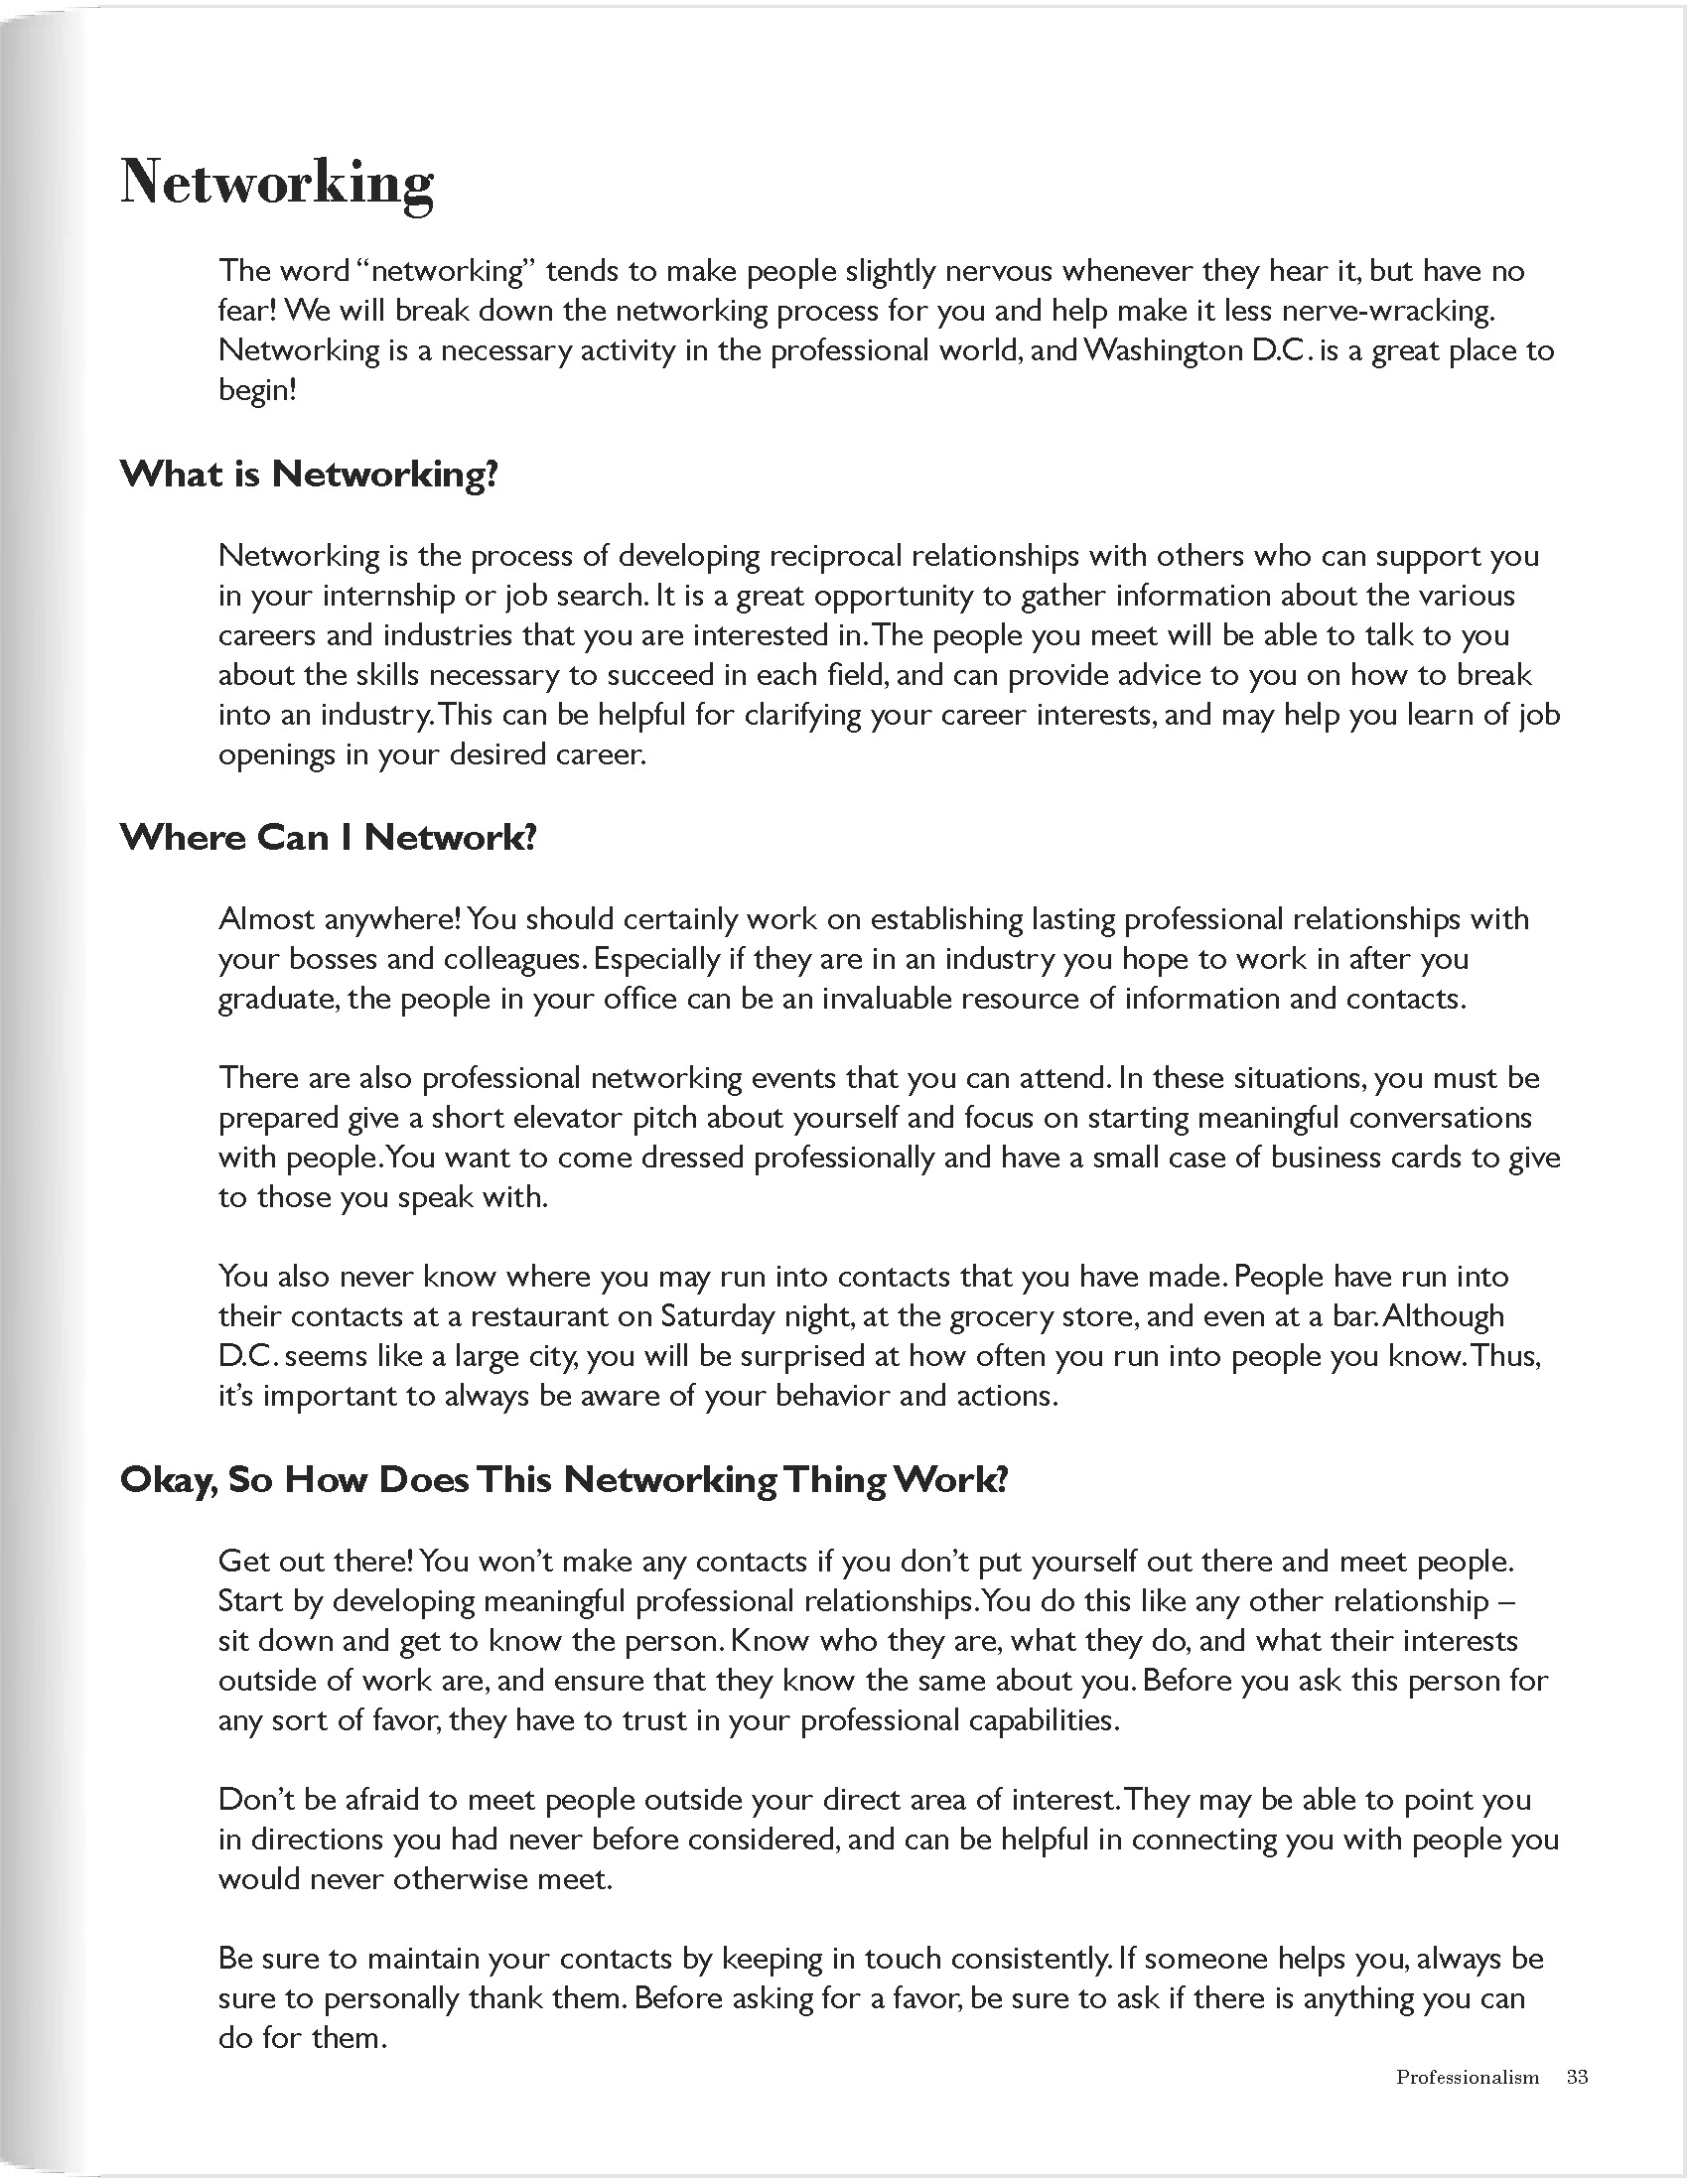 Networking
The word “networking” tends to make people slightly nervous whenever they hear it, but have no
fear! We will break down the networking process for you and help make it less nerve-wracking.
Networking is a necessary activity in the professional world, and Washington D.C. is a great place to
begin!
What is Networking?
Networking is the process of developing reciprocal relationships with others who can support you
in your internship or job search. It is a great opportunity to gather information about the various
careers and industries that you are interested in. The people you meet will be able to talk to you
about the skills necessary to succeed in each field, and can provide advice to you on how to break
into an industry. This can be helpful for clarifying your career interests, and may help you learn of job
openings in your desired career.
Where Can I Network?
Almost anywhere! You should certainly work on establishing lasting professional relationships with
your bosses and colleagues. Especially if they are in an industry you hope to work in after you
graduate, the people in your office can be an invaluable resource of information and contacts.
There are also professional networking events that you can attend. In these situations, you must be
prepared give a short elevator pitch about yourself and focus on starting meaningful conversations
with people. You want to come dressed professionally and have a small case of business cards to give
to those you speak with.
You also never know where you may run into contacts that you have made. People have run into
their contacts at a restaurant on Saturday night, at the grocery store, and even at a bar. Although
D.C. seems like a large city, you will be surprised at how often you run into people you know. Thus,
it’s important to always be aware of your behavior and actions.
Okay, So How Does This Networking Thing Work?
Get out there! You won’t make any contacts if you don’t put yourself out there and meet people.
Start by developing meaningful professional relationships. You do this like any other relationship –
sit down and get to know the person. Know who they are, what they do, and what their interests
outside of work are, and ensure that they know the same about you. Before you ask this person for
any sort of favor, they have to trust in your professional capabilities.
Don’t be afraid to meet people outside your direct area of interest. They may be able to point you
in directions you had never before considered, and can be helpful in connecting you with people you
would never otherwise meet.
Be sure to maintain your contacts by keeping in touch consistently. If someone helps you, always be
sure to personally thank them. Before asking for a favor, be sure to ask if there is anything you can
do for them.
Professionalism 33